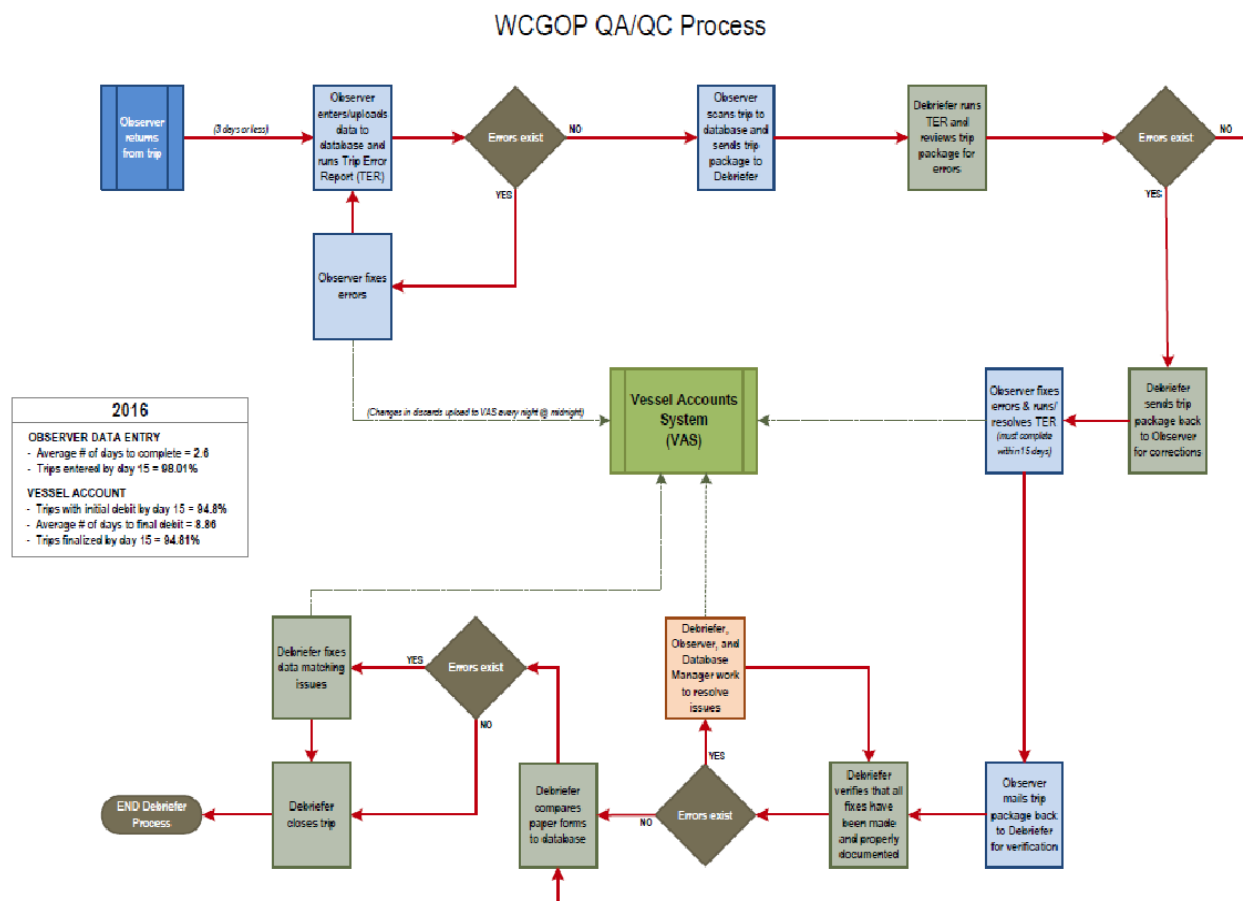 WCGOP QA/QC Process
Observer
returns
from trip
(3 days or less)
Observer
enters/uploads
data to
database and
runs Trip Error
Report (TER)
Errors exist
NO
YES
Observer
scans trip to
database and
sends trip
package to
Debriefer
Debriefer runs
TER and
reviews trip
package for
errors
Errors exist
NO
YES
Observer fixes
errors
(Changes in discards upload to VAS every night @ midnight)
Vessel Accounts
System
(VAS)
Observer fixes
errors & runs/
resolves TER
(must complete
within 15 days)
Debriefer
sends trip
package back
to Observer
for corrections
2016
OBSERVER DATA ENTRY
- Average # of days to complete = 2.6
- Trips entered by day 15 = 98.01%
VESSEL ACCOUNT
- Trips with initial debit by day 15 = 94.8%
- Average # of days to final debit = 8.86
- Trips finalized by day 15 = 94.81%
Debriefer fixes
data matching
issues
YES
Errors exist
NO
Debriefer,
Observer, and
Database
Manager work
to resolve
issues
YES
END Debriefer
Process
Debriefer
closes trip
Debriefer
compares
paper forms
to database
NO
Errors exist
Debriefer
verifies that all
fixes have
been made
and properly
documented
Observer
mails trip
package back
to Debriefer
for verification